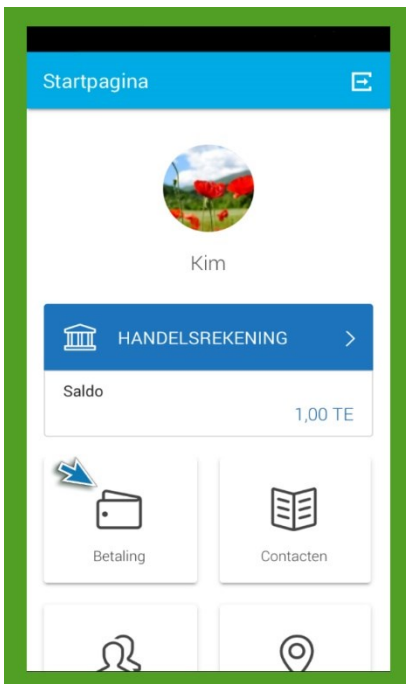 Startpagina
Kim
HANDELSREKENING
Saldo
1,00 TE
Betaling
Contacten